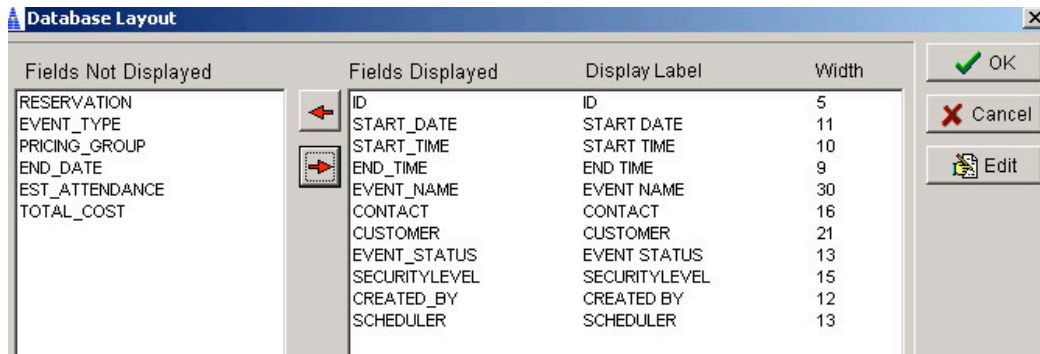 Database Layout
Fields Not Displayed
RESERVATION
EVENT_TYPE
PRICING_GROUP
END_DATE
EST_ATTENDANCE
TOTAL_COST
Fields Displayed Display Label Width
ID ID 5
START_DATE START DATE 11
START_TIME START TIME 10
END_TIME END TIME 9
EVENT_NAME EVENT NAME 30
CONTACT CONTACT 16
CUSTOMER CUSTOMER 21
EVENT_STATUS EVENT STATUS 13
SECURITYLEVEL SECURITYLEVEL 15
CREATED_BY CREATED BY 12
SCHEDULER SCHEDULER 13
OK
Cancel
Edit